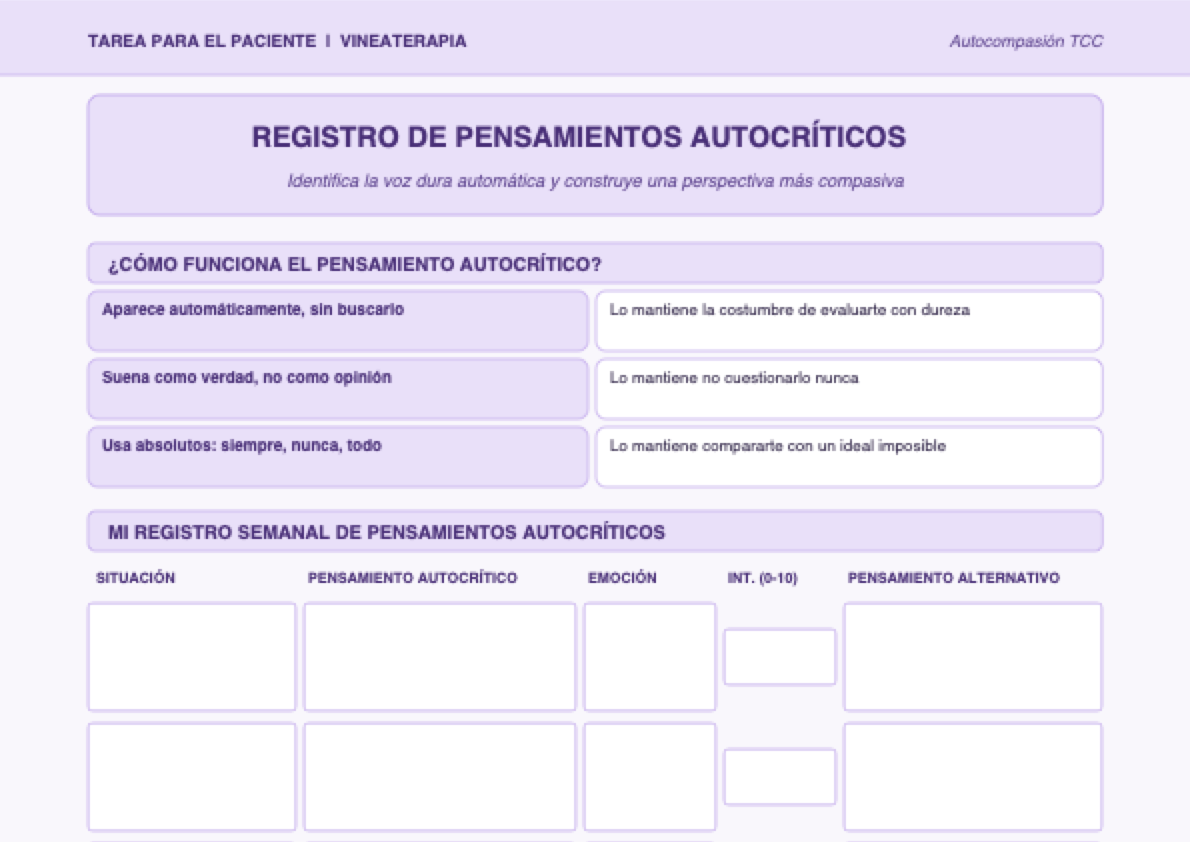 TAREA PARA EL PACIENTE | VINEATERAPIA
Autocompasión TCC
REGISTRO DE PENSAMIENTOS AUTOCRÍTICOS
Identifica la voz dura automática y construye una perspectiva más compasiva
¿CÓMO FUNCIONA EL PENSAMIENTO AUTOCRÍTICO?
Aparece automáticamente, sin buscarlo
Lo mantiene la costumbre de evaluarte con dureza
Suena como verdad, no como opinión
Lo mantiene no cuestionarlo nunca
Usa absolutos: siempre, nunca, todo
Lo mantiene compararte con un ideal imposible
MI REGISTRO SEMANAL DE PENSAMIENTOS AUTOCRÍTICOS
SITUACIÓN PENSAMIENTO AUTOCRÍTICO EMOCIÓN INT. (0-10) PENSAMIENTO ALTERNATIVO